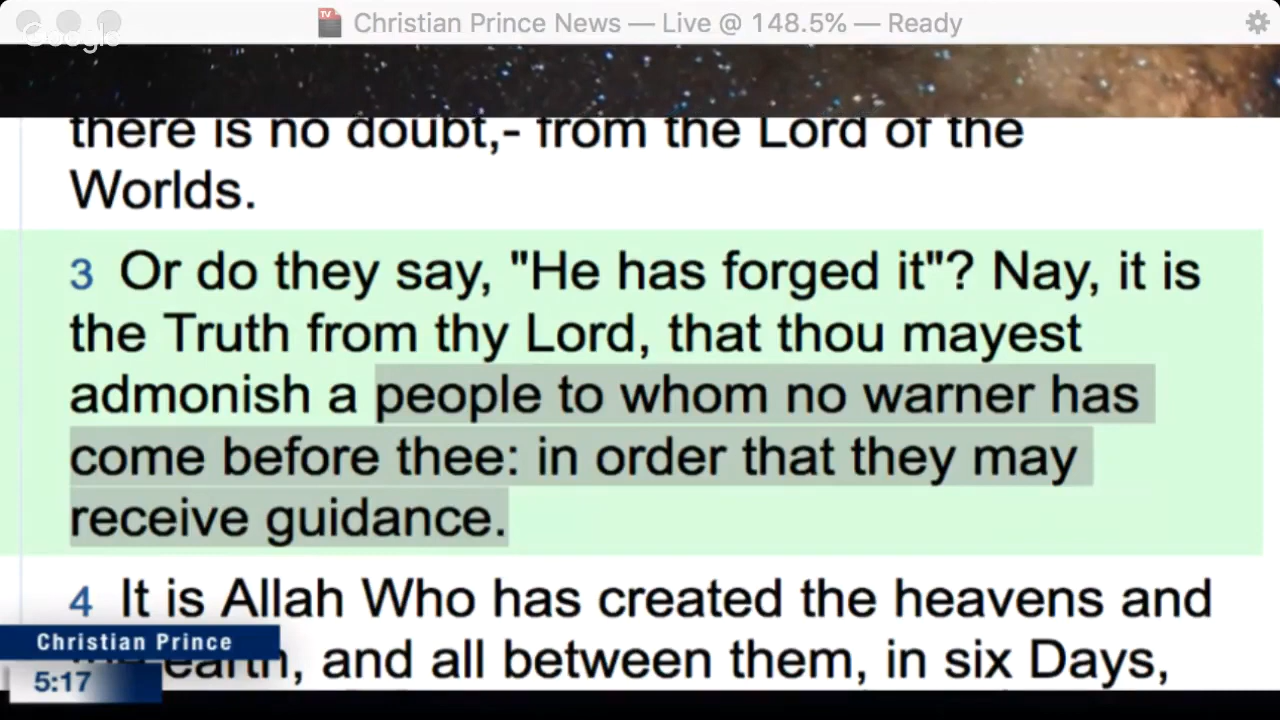 Christian Prince News — Live @ 148.5% — Ready
Google
there is no doubt,- from the Lord of the
Worlds.
3 Or do they say, "He has forged it"? Nay, it is
the Truth from thy Lord, that thou mayest
admonish a people to whom no warner has
come before thee: in order that they may
receive guidance.
4 It is Allah Who has created the heavens and
Christian Prince
the earth, and all between them, in six Days,
5:17